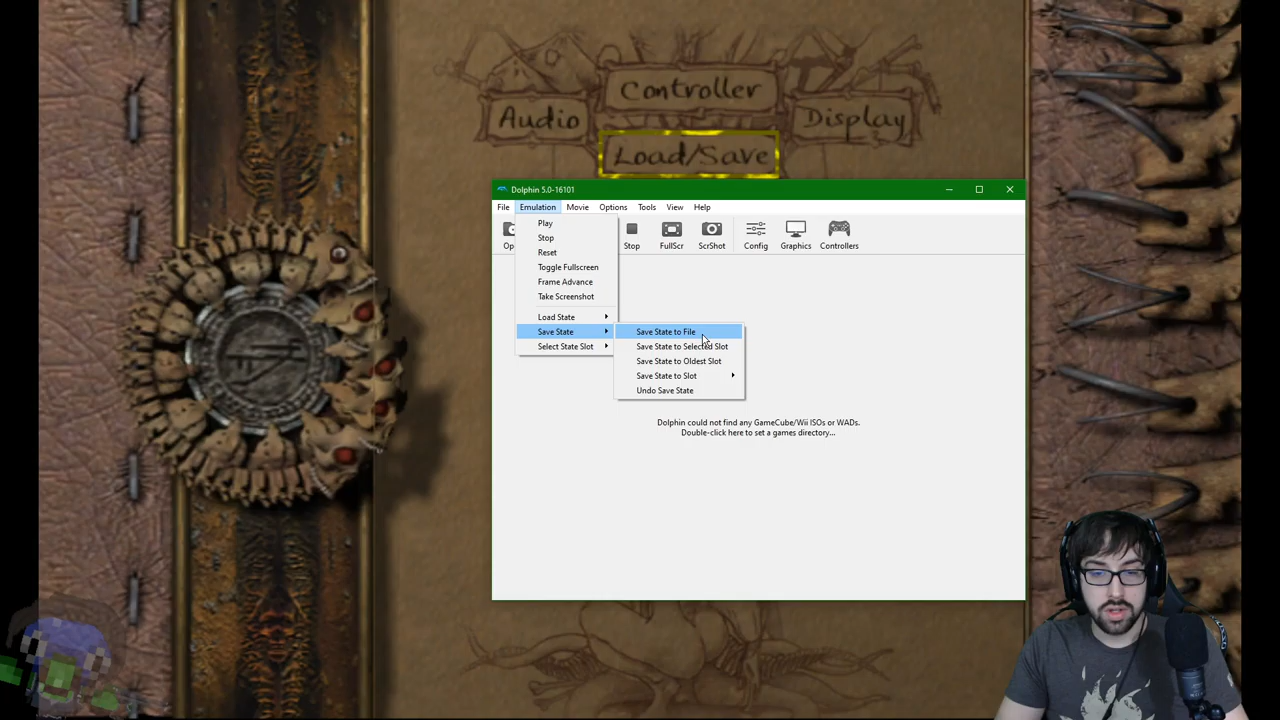 Controller
Audio
Display
Load/Save
Dolphin 5.0-16101
File Emulation Movie Options Tools View Help
Stop FullScr ScrShot Config Graphics Controllers
Play
Stop
Reset
Toggle Fullscreen
Frame Advance
Take Screenshot
Load State
Save State
Select State Slot
Save State to File
Save State to Selected Slot
Save State to Oldest Slot
Save State to Slot
Undo Save State
Dolphin could not find any GameCube/Wii ISOs or WADs.
Double-click here to set a games directory...